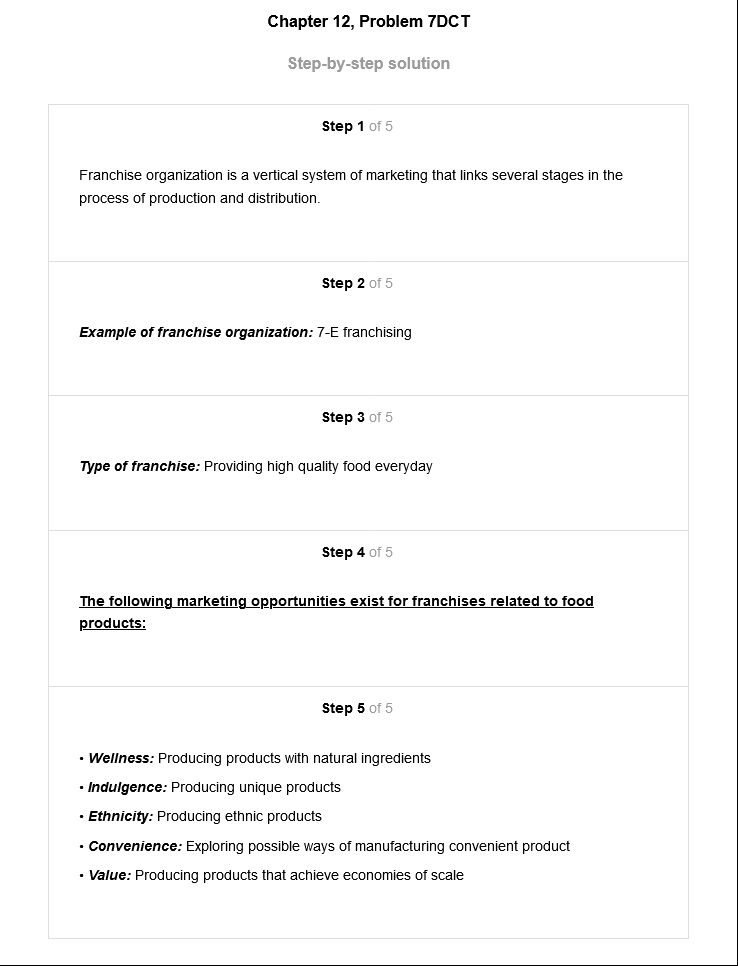 Chapter 12, Problem 7DCT
Step-by-step solution
Step 1 of 5
Franchise organization is a vertical system of marketing that links several stages in the
process of production and distribution.
Step 2 of 5
Example of franchise organization: 7-E franchising
Step 3 of 5
Type of franchise: Providing high quality food everyday
Step 4 of 5
The following marketing opportunities exist for franchises related to food
products:
Step 5 of 5
• Wellness: Producing products with natural ingredients
• Indulgence: Producing unique products
• Ethnicity: Producing ethnic products
• Convenience: Exploring possible ways of manufacturing convenient product
• Value: Producing products that achieve economies of scale